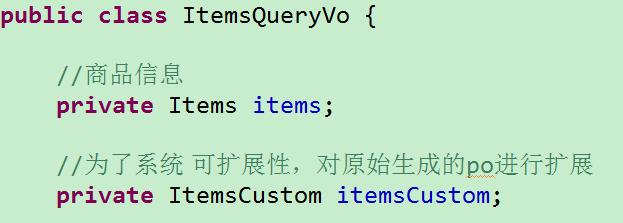 public class ItemsQueryVo {
//商品信息
private Items items;
//为了系统 可扩展性，对原始生成的po进行扩展
private ItemsCustom itemsCustom;